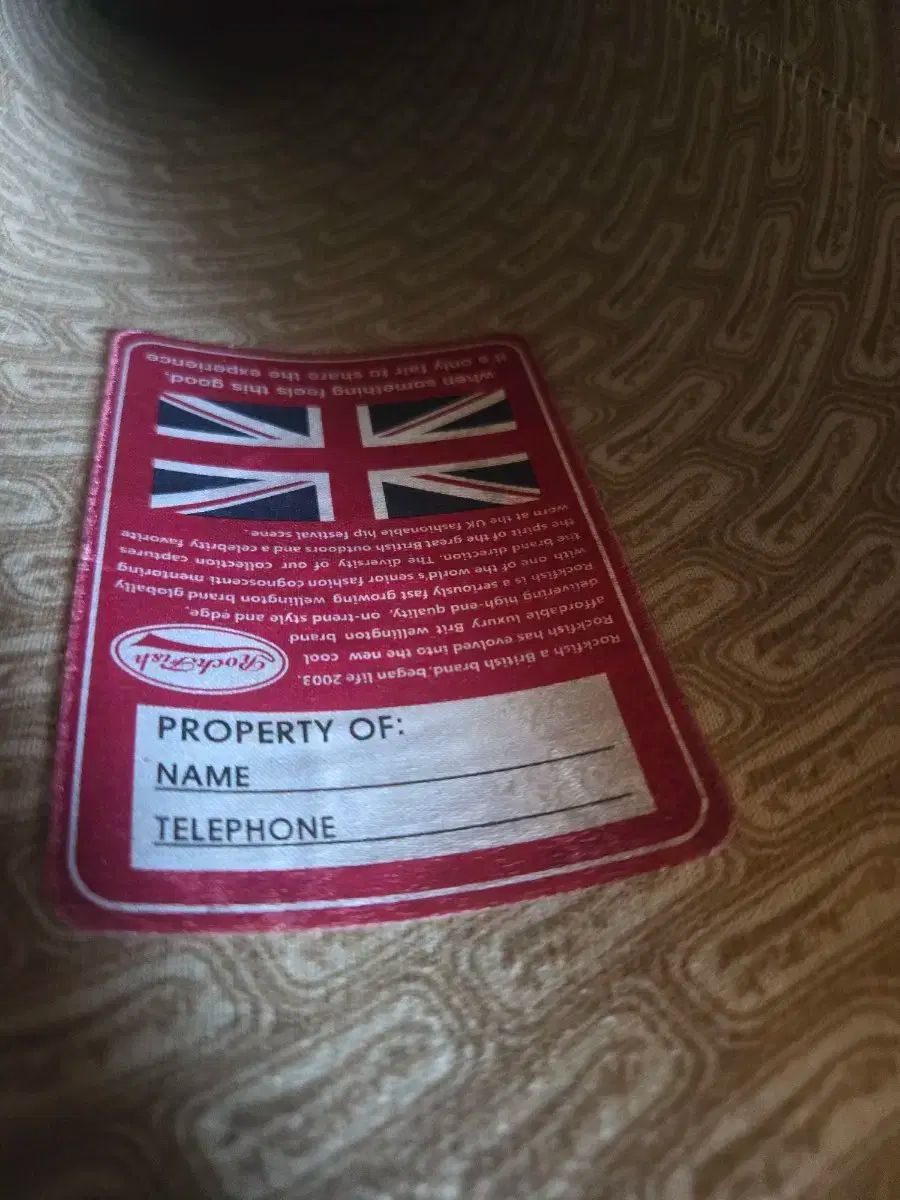 RockFish
Rockfish a British brand, began life 2003.
Rockfish has evolved into the new cool
affordable luxury Brit wellington brand
delivering high-end quality, on-trend style and edge.
Rockfish is a seriously fast growing wellington brand globally
with one of the world's senior fashion cognoscenti mentoring
the brand direction. The diversity of our collection captures
the spirit of the great British outdoors and a celebrity favorite
worn at the UK fashionable hip festival scene.
when something feels this good,
it's only fair to share the experience
PROPERTY OF:
NAME
TELEPHONE